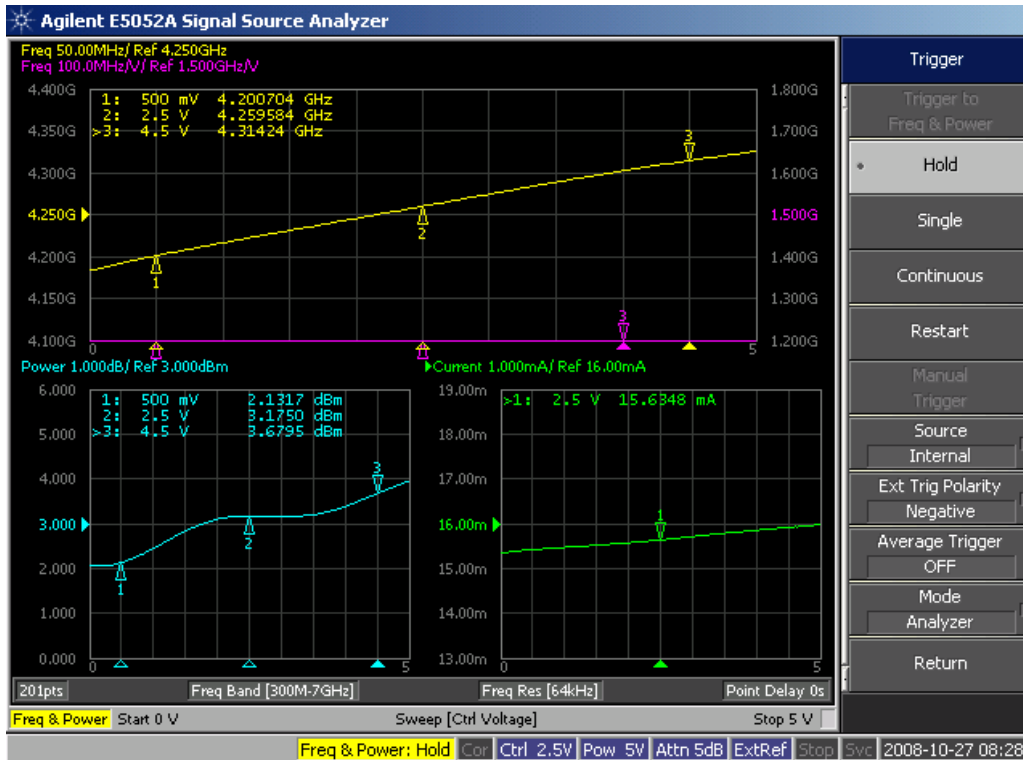 Agilent E5052A Signal Source Analyzer
Freq 50.00MHz/ Ref 4.250GHz
Freq 100.0MHz/V/ Ref 1.500GHz/V
4.400G
4.350G
4.300G
4.250G
4.200G
4.150G
4.100G
1: 500 mV 4.200704 GHz
2: 2.5 V 4.259584 GHz
>3: 4.5 V 4.31424 GHz
1
2
3
3
1.800G
1.700G
1.600G
1.500G
1.400G
1.300G
1.200G
0
5
Power 1.000dB/ Ref 3.000dBm
6.000
5.000
4.000
3.000
2.000
1.000
0.000
1: 500 mV 2.1317 dBm
2: 2.5 V 3.1750 dBm
>3: 4.5 V 3.6795 dBm
1
2
3
0
5
Current 1.000mA/ Ref 16.00mA
19.00m
18.00m
17.00m
16.00m
15.00m
14.00m
13.00m
>1: 2.5 V 15.6348 mA
1
0
5
201pts Freq Band [300M-7GHz] Freq Res [64kHz] Point Delay 0s
Freq & Power Start 0 V Sweep [Ctrl Voltage] Stop 5 V
Trigger
Trigger to
Freq & Power
Hold
Single
Continuous
Restart
Manual
Trigger
Source
Internal
Ext Trig Polarity
Negative
Average Trigger
OFF
Mode
Analyzer
Return
Freq & Power: Hold Cor Ctrl 2.5V Pow 5V Attn 5dB ExtRef Stop Svc 2008-10-27 08:28